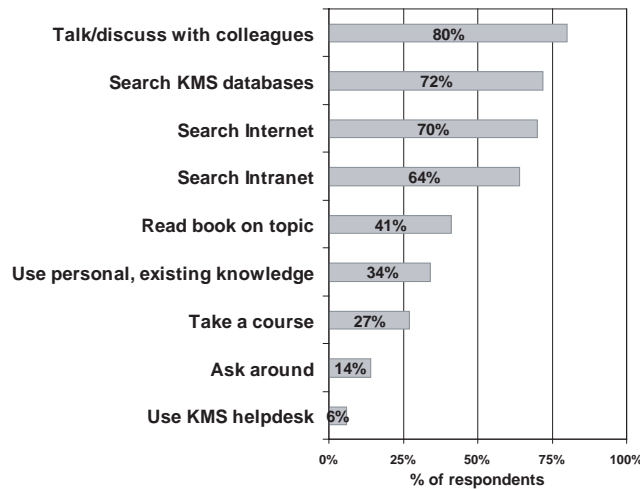 Talk/discuss with colleagues 80%
Search KMS databases 72%
Search Internet 70%
Search Intranet 64%
Read book on topic 41%
Use personal, existing knowledge 34%
Take a course 27%
Ask around 14%
Use KMS helpdesk 6%
0% 25% 50% 75% 100%
% of respondents